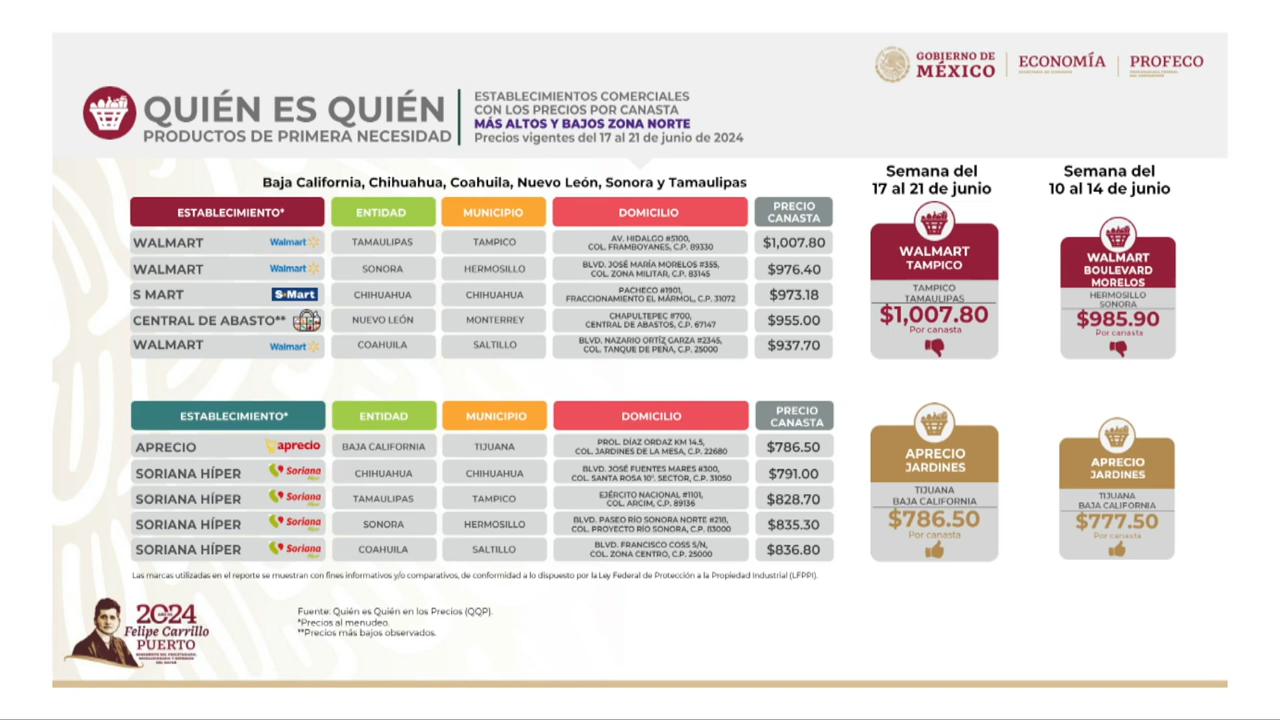 GOBIERNO DE
MÉXICO
ECONOMÍA
PROFECO
QUIÉN ES QUIÉN
PRODUCTOS DE PRIMERA NECESIDAD
ESTABLECIMIENTOS COMERCIALES
CON LOS PRECIOS POR CANASTA
MÁS ALTOS Y BAJOS ZONA NORTE
Precios vigentes del 17 al 21 de junio de 2024
Baja California, Chihuahua, Coahuila, Nuevo León, Sonora y Tamaulipas
ESTABLECIMIENTO* ENTIDAD MUNICIPIO DOMICILIO PRECIO CANASTA
WALMART Walmart TAMAULIPAS TAMPICO AV. HIDALGO #5100, COL. FRAMBOYANES, C.P. 89330 $1,007.80
WALMART Walmart SONORA HERMOSILLO BLVD. JOSÉ MARÍA MORELOS #355, COL. ZONA MILITAR, C.P. 83145 $976.40
S MART S-Mart CHIHUAHUA CHIHUAHUA PACHECO #1901, FRACCIONAMIENTO EL MÁRMOL, C.P. 31072 $973.18
CENTRAL DE ABASTO** NUEVO LEÓN MONTERREY CHAPULTEPEC #700, CENTRAL DE ABASTOS, C.P. 67147 $955.00
WALMART Walmart COAHUILA SALTILLO BLVD. NAZARIO ORTÍZ GARZA #2345, COL. TANQUE DE PEÑA, C.P. 25000 $937.70
ESTABLECIMIENTO* ENTIDAD MUNICIPIO DOMICILIO PRECIO CANASTA
APRECIO aprecio BAJA CALIFORNIA TIJUANA PROL. DÍAZ ORDAZ KM 14.5, COL. JARDINES DE LA MESA, C.P. 22680 $786.50
SORIANA HÍPER Soriana CHIHUAHUA CHIHUAHUA BLVD. JOSÉ FUENTES MARES #300, COL. SANTA ROSA 10°. SECTOR, C.P. 31050 $791.00
SORIANA HÍPER Soriana TAMAULIPAS TAMPICO EJÉRCITO NACIONAL #1101, COL. ARCIM, C.P. 89136 $828.70
SORIANA HÍPER Soriana SONORA HERMOSILLO BLVD. PASEO RÍO SONORA NORTE #218, COL. PROYECTO RÍO SONORA, C.P. 83000 $835.30
SORIANA HÍPER Soriana COAHUILA SALTILLO BLVD. FRANCISCO COSS S/N, COL. ZONA CENTRO, C.P. 25000 $836.80
Semana del
17 al 21 de junio
WALMART
TAMPICO
TAMPICO
TAMAULIPAS
$1,007.80
Por canasta
APRECIO
JARDINES
TIJUANA
BAJA CALIFORNIA
$786.50
Por canasta
Semana del
10 al 14 de junio
WALMART
BOULEVARD
MORELOS
HERMOSILLO
SONORA
$985.90
Por canasta
APRECIO
JARDINES
TIJUANA
BAJA CALIFORNIA
$777.50
Por canasta
Las marcas utilizadas en el reporte se muestran con fines informativos y/o comparativos, de conformidad a lo dispuesto por la Ley Federal de Protección a la Propiedad Industrial (LFPPI).
2024
Felipe Carrillo
PUERTO
Fuente: Quién es Quién en los Precios (QQP).
*Precios al menudeo.
**Precios más bajos observados.